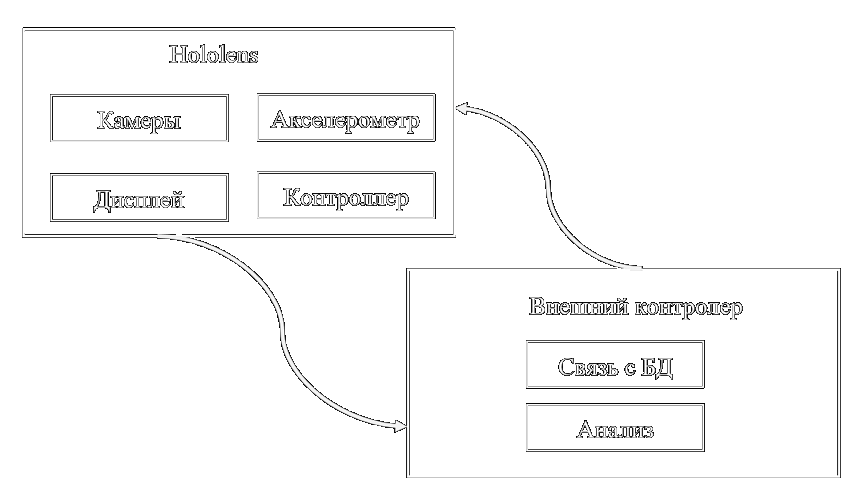 Hololens
Камеры
Акселерометр
Дисплей
Контроллер
Внешний контролер
Связь с БД
Анализ